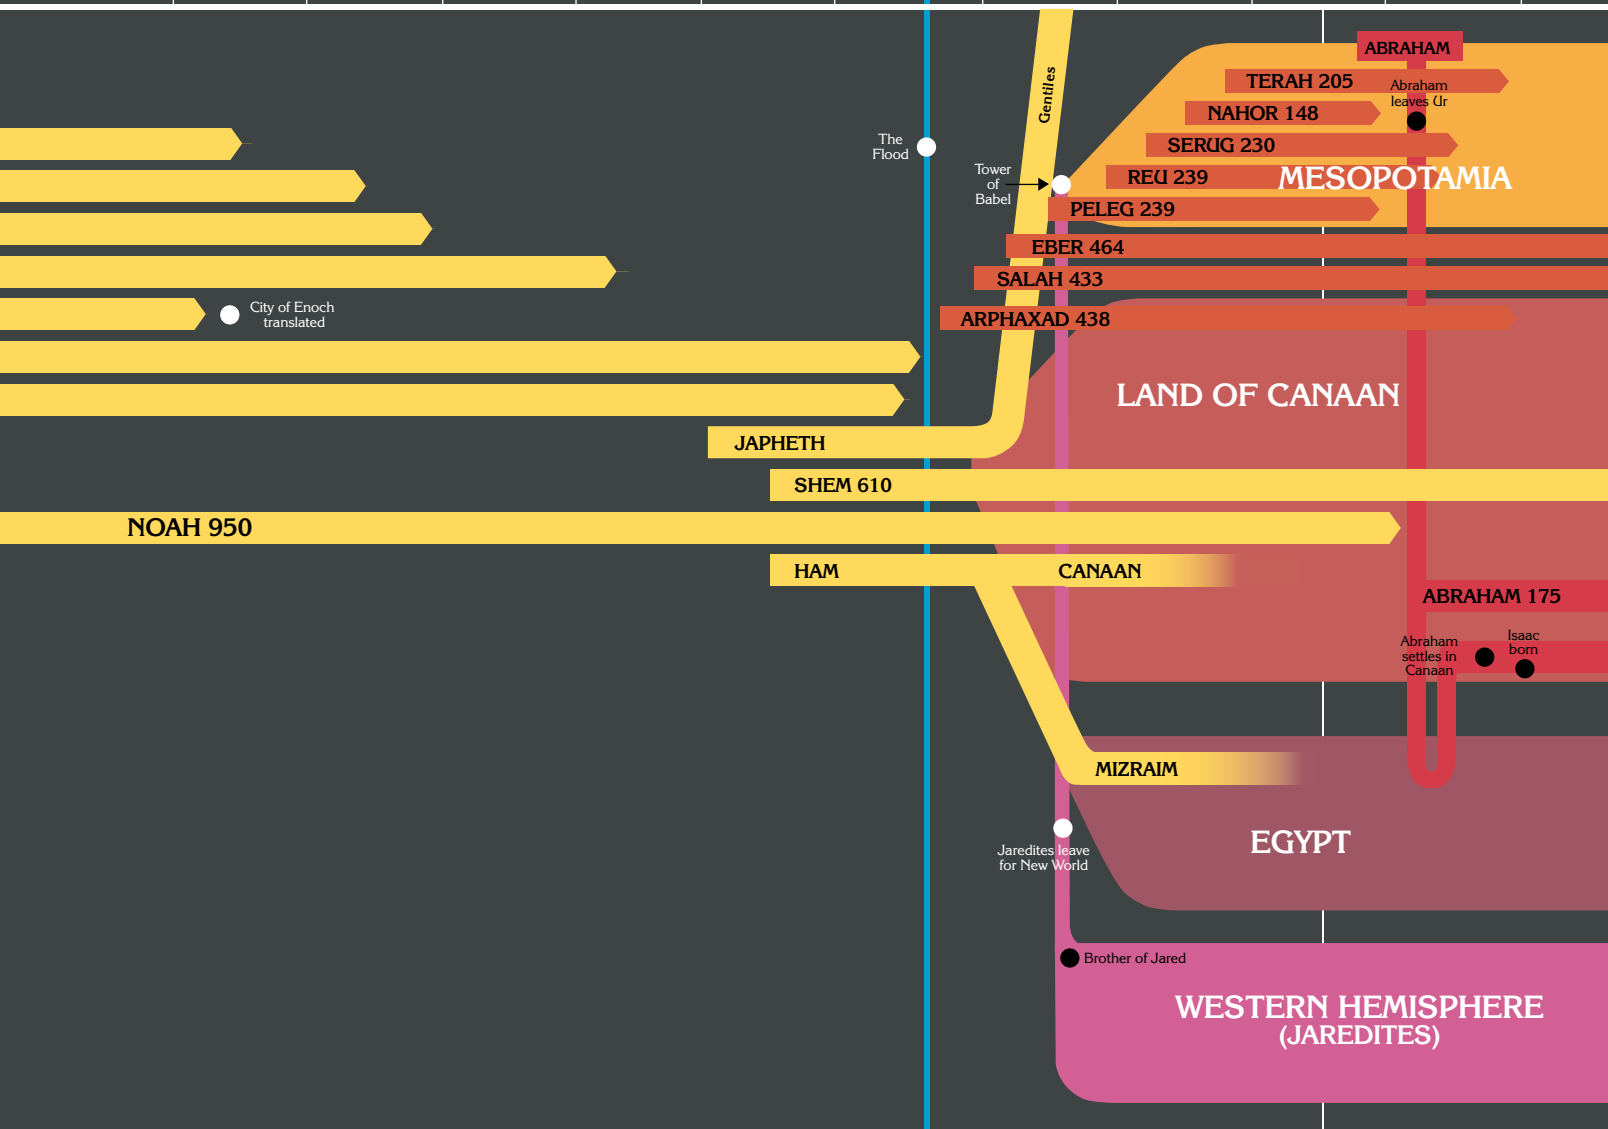 ABRAHAM
TERAH 205
Abraham
leaves Ur
NAHOR 148
Gentiles
The
Flood
SERUG 230
Tower
of
Babel
REU 239
MESOPOTAMIA
PELEG 239
EBER 464
SALAH 433
City of Enoch
translated
ARPHAXAD 438
LAND OF CANAAN
JAPHETH
SHEM 610
NOAH 950
HAM
CANAAN
ABRAHAM 175
Abraham
settles in
Canaan
Isaac
born
MIZRAIM
EGYPT
Jaredites leave
for New World
Brother of Jared
WESTERN HEMISPHERE
(JAREDITES)